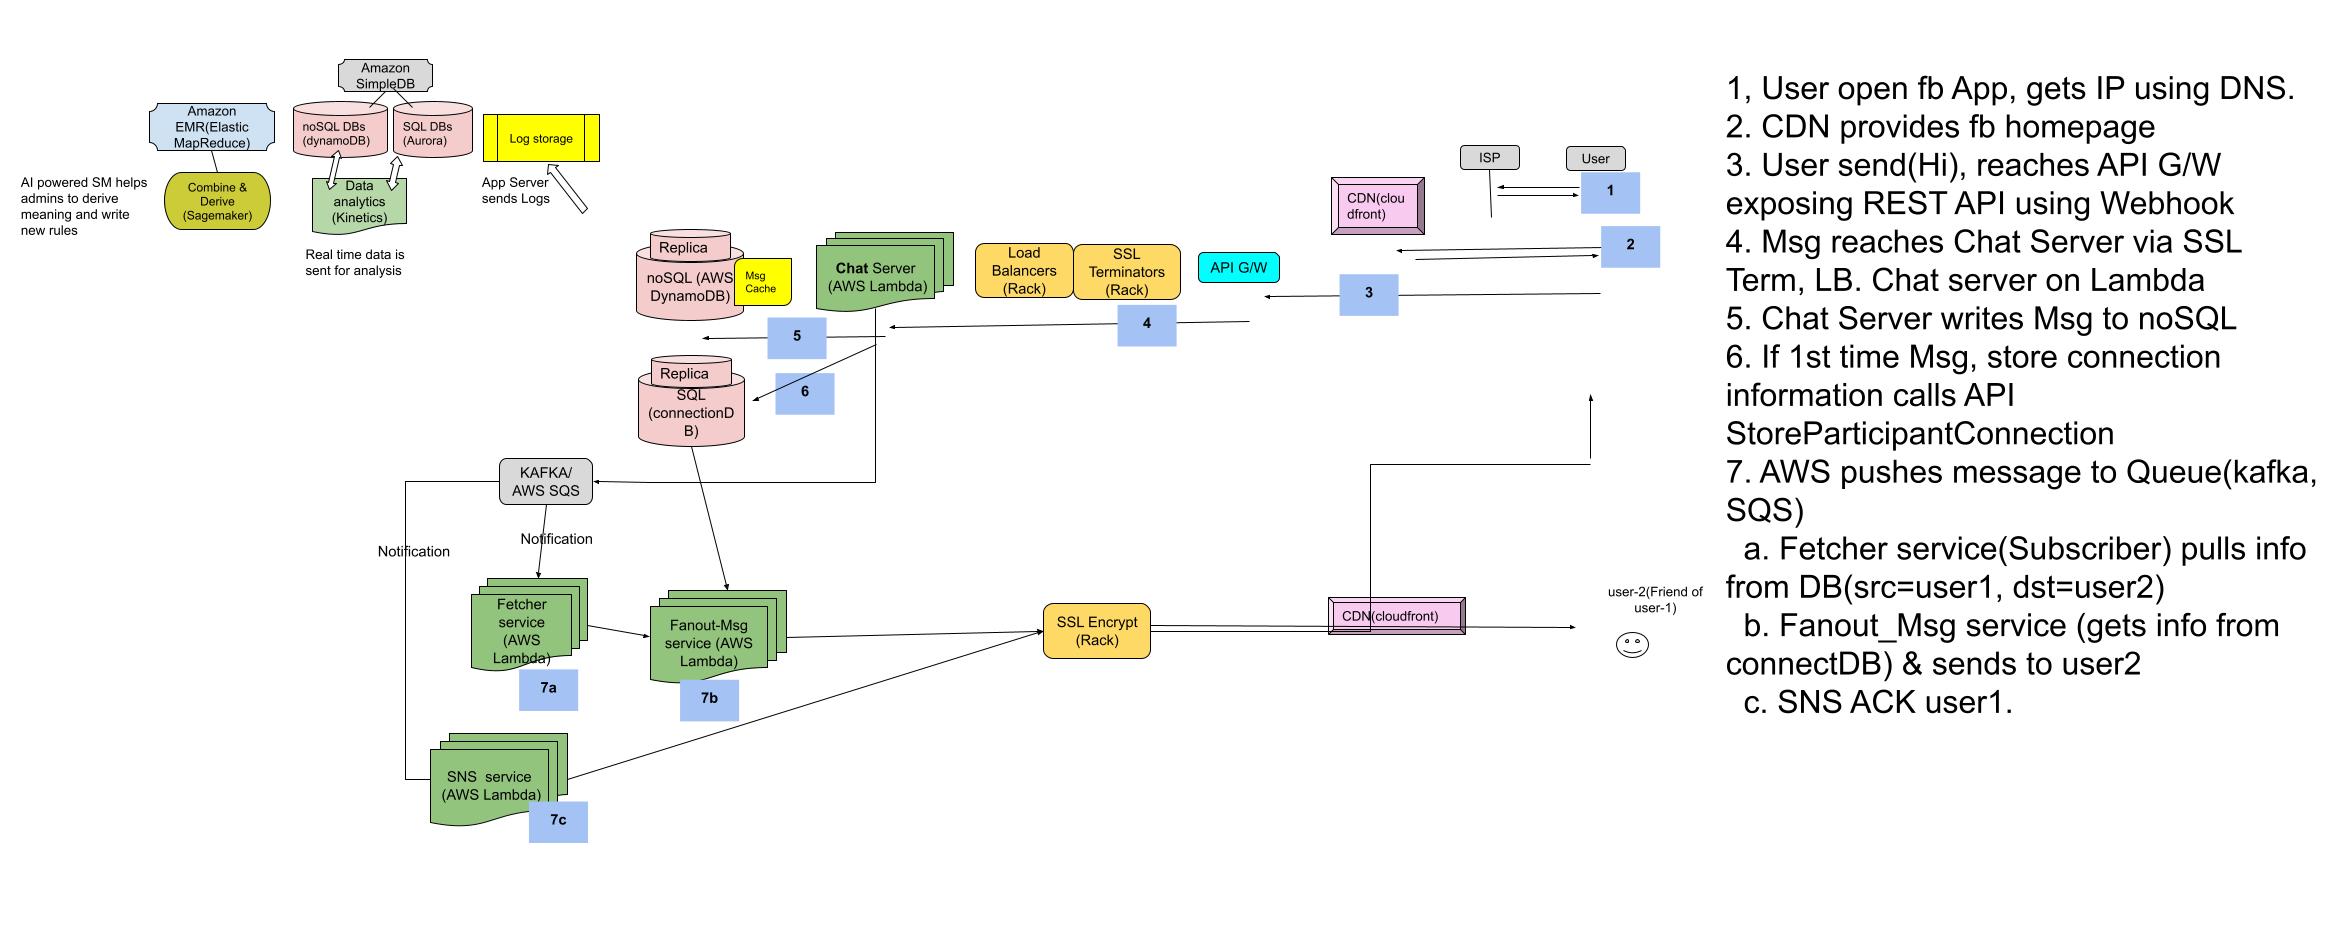 Amazon
SimpleDB
Amazon
EMR(Elastic
MapReduce)
noSQL DBs
(dynamoDB)
SQL DBs
(Aurora)
Log storage
AI powered SM helps
admins to derive
meaning and write
new rules
Combine &
Derive
(Sagemaker)
Data
analytics
(Kinetics)
App Server
sends Logs
Real time data is
sent for analysis
ISP
User
1
CDN(clou
dfront)
2
Replica
noSQL (AWS
DynamoDB)
Msg
Cache
Chat Server
(AWS Lambda)
Load
Balancers
(Rack)
SSL
Terminators
(Rack)
API G/W
3
4
5
Replica
SQL
(connectionD
B)
6
KAFKA/
AWS SQS
Notification
Notification
Fetcher
service
(AWS
Lambda)
7a
Fanout-Msg
service (AWS
Lambda)
7b
SSL Encrypt
(Rack)
CDN(cloudfront)
user-2(Friend of
user-1)
SNS  service
(AWS Lambda)
7c
1, User open fb App, gets IP using DNS.
2. CDN provides fb homepage
3. User send(Hi), reaches API G/W
exposing REST API using Webhook
4. Msg reaches Chat Server via SSL
Term, LB. Chat server on Lambda
5. Chat Server writes Msg to noSQL
6. If 1st time Msg, store connection
information calls API
StoreParticipantConnection
7. AWS pushes message to Queue(kafka,
SQS)
a. Fetcher service(Subscriber) pulls info
from DB(src=user1, dst=user2)
b. Fanout_Msg service (gets info from
connectDB) & sends to user2
c. SNS ACK user1.